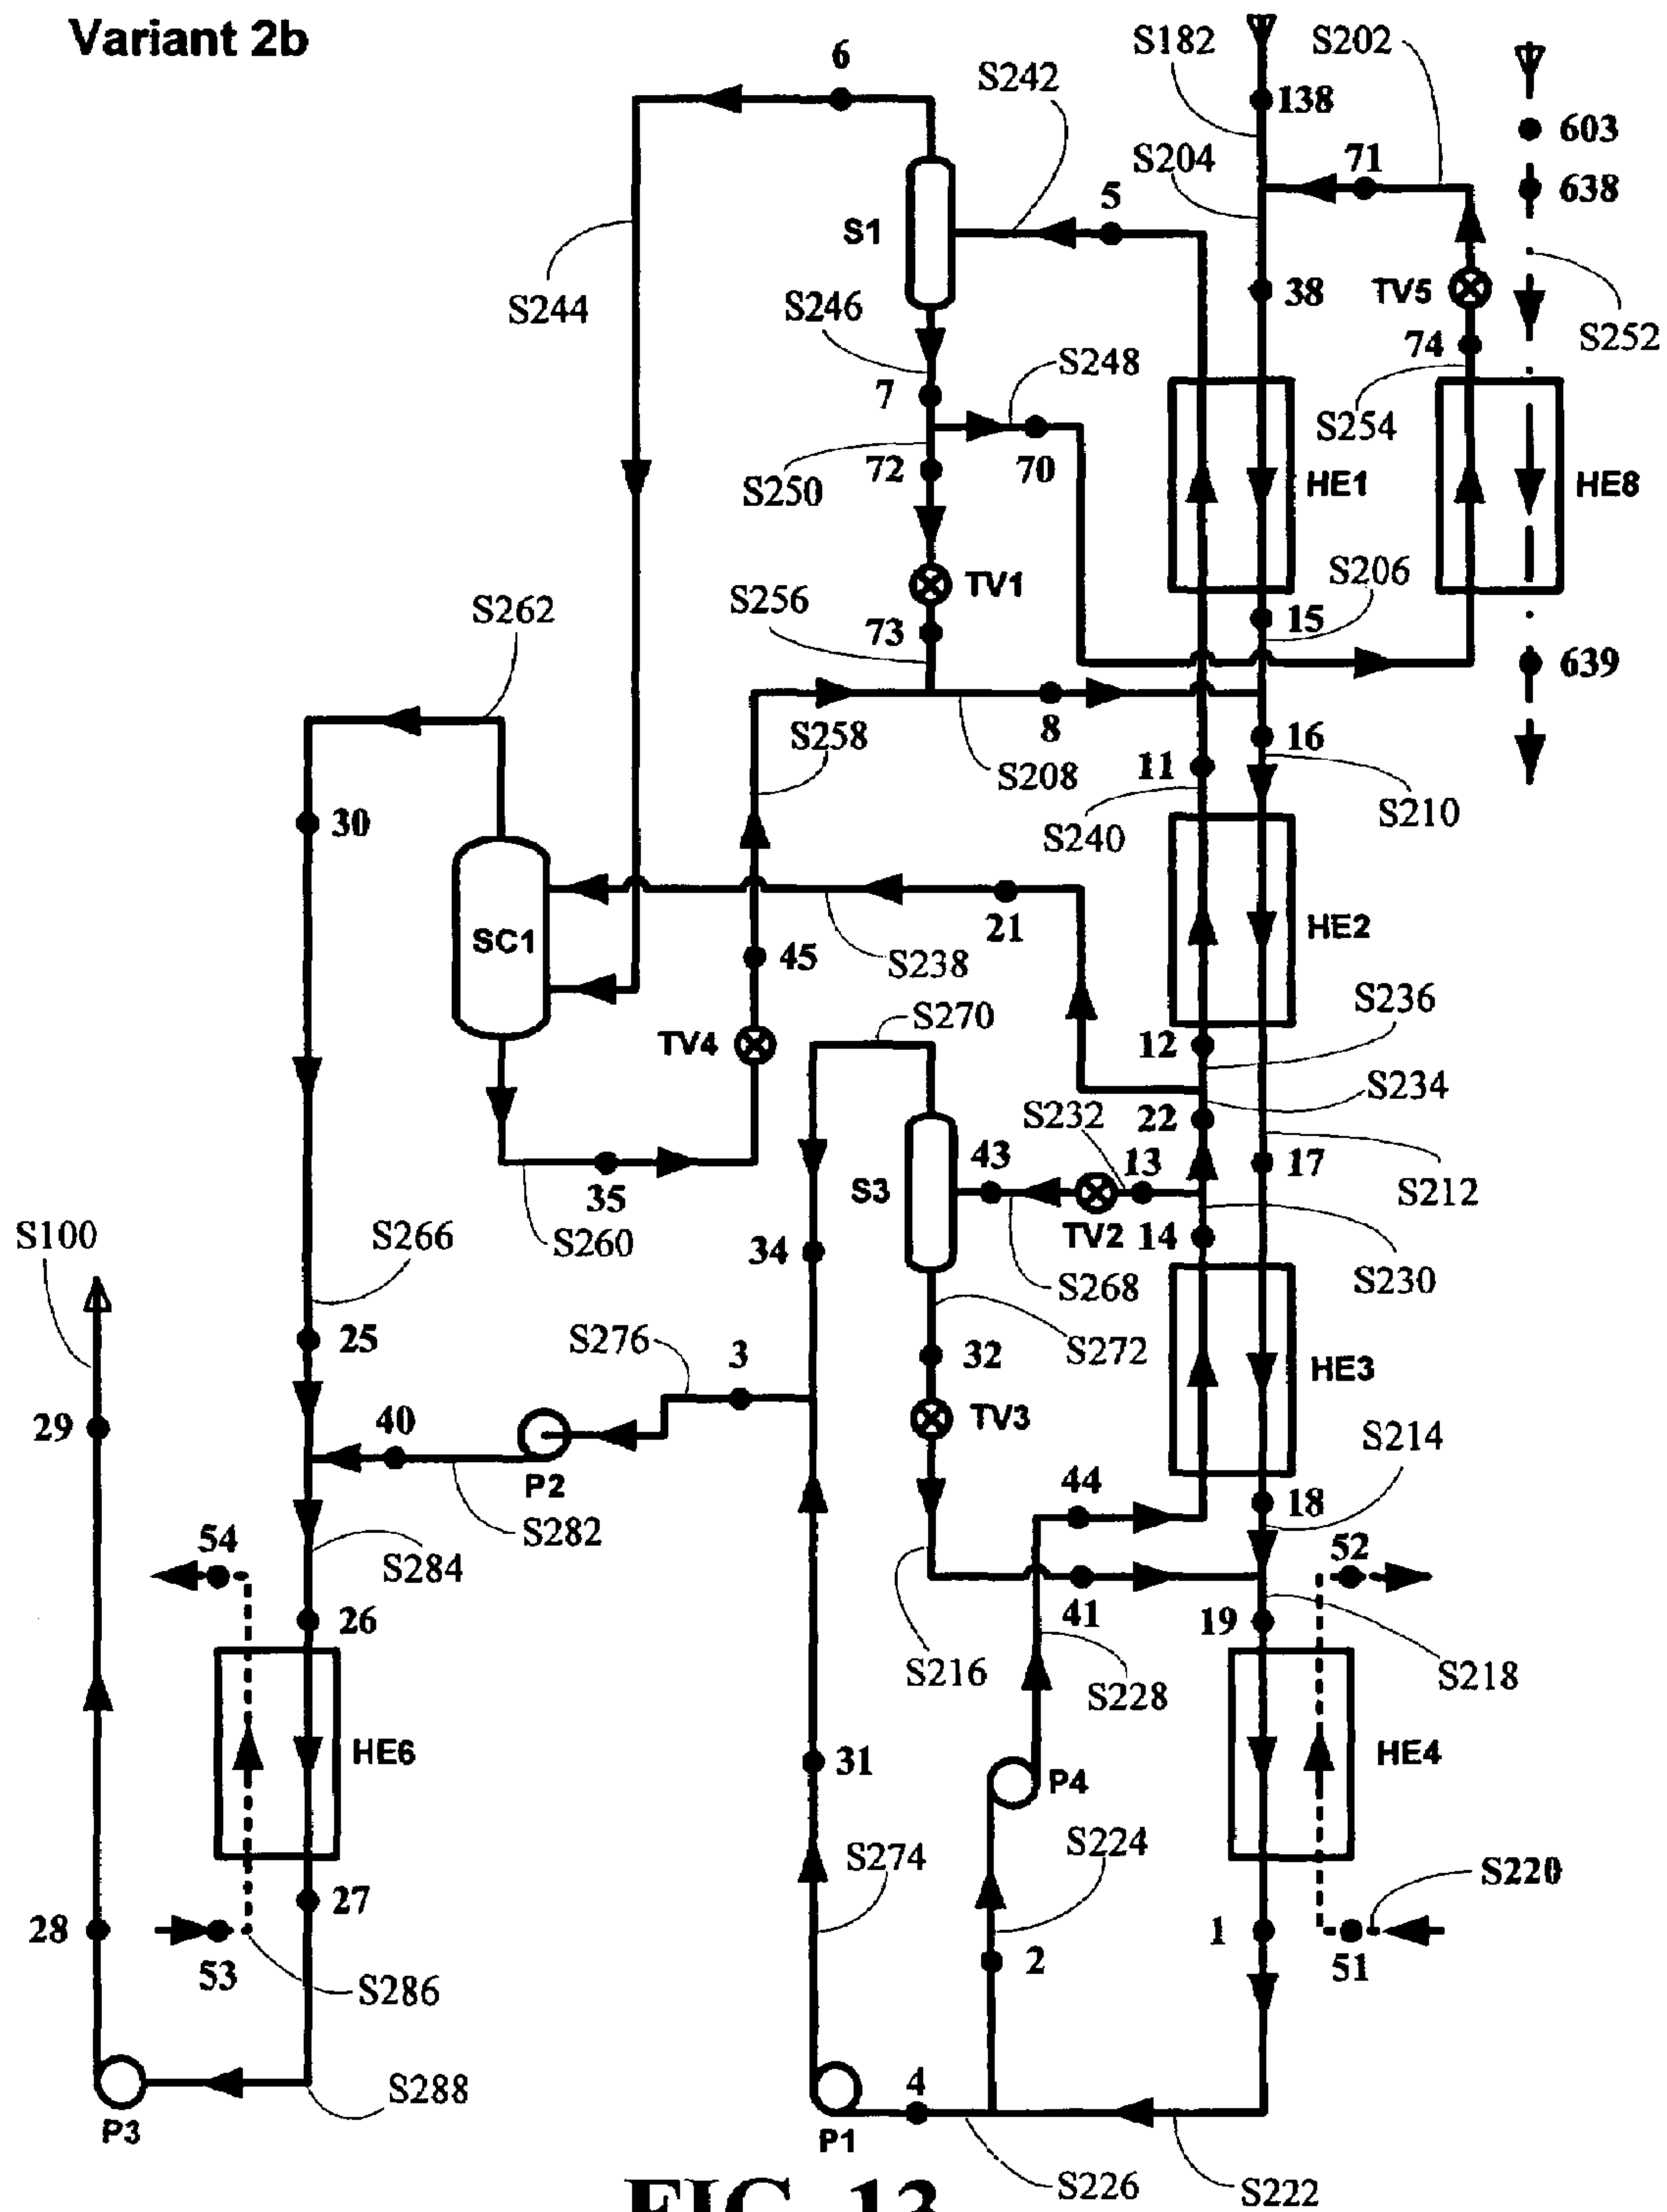 Variant 2b
6
S242
S182
S202
138
603
71
S204
638
5
S1
S244
S246
38
TV5
S252
7
S248
74
S254
72
70
S250
HE1
HE8
S256
TV1
S206
S262
73
15
639
S258
8
16
S208
11
S210
30
S240
21
HE2
SC1
S238
45
S236
S270
TV4
12
S234
S232
22
43
13
17
35
S3
S212
S100
S266
S260
34
TV2
14
S268
S230
25
S276
3
32
S272
HE3
29
40
TV3
S214
P2
44
18
54
S282
S284
52
26
41
19
S216
S228
S218
HE6
31
P4
HE4
S274
S224
S220
28
27
2
1
53
51
S286
4
S288
P3
P1
S226
S222
FIG. 13